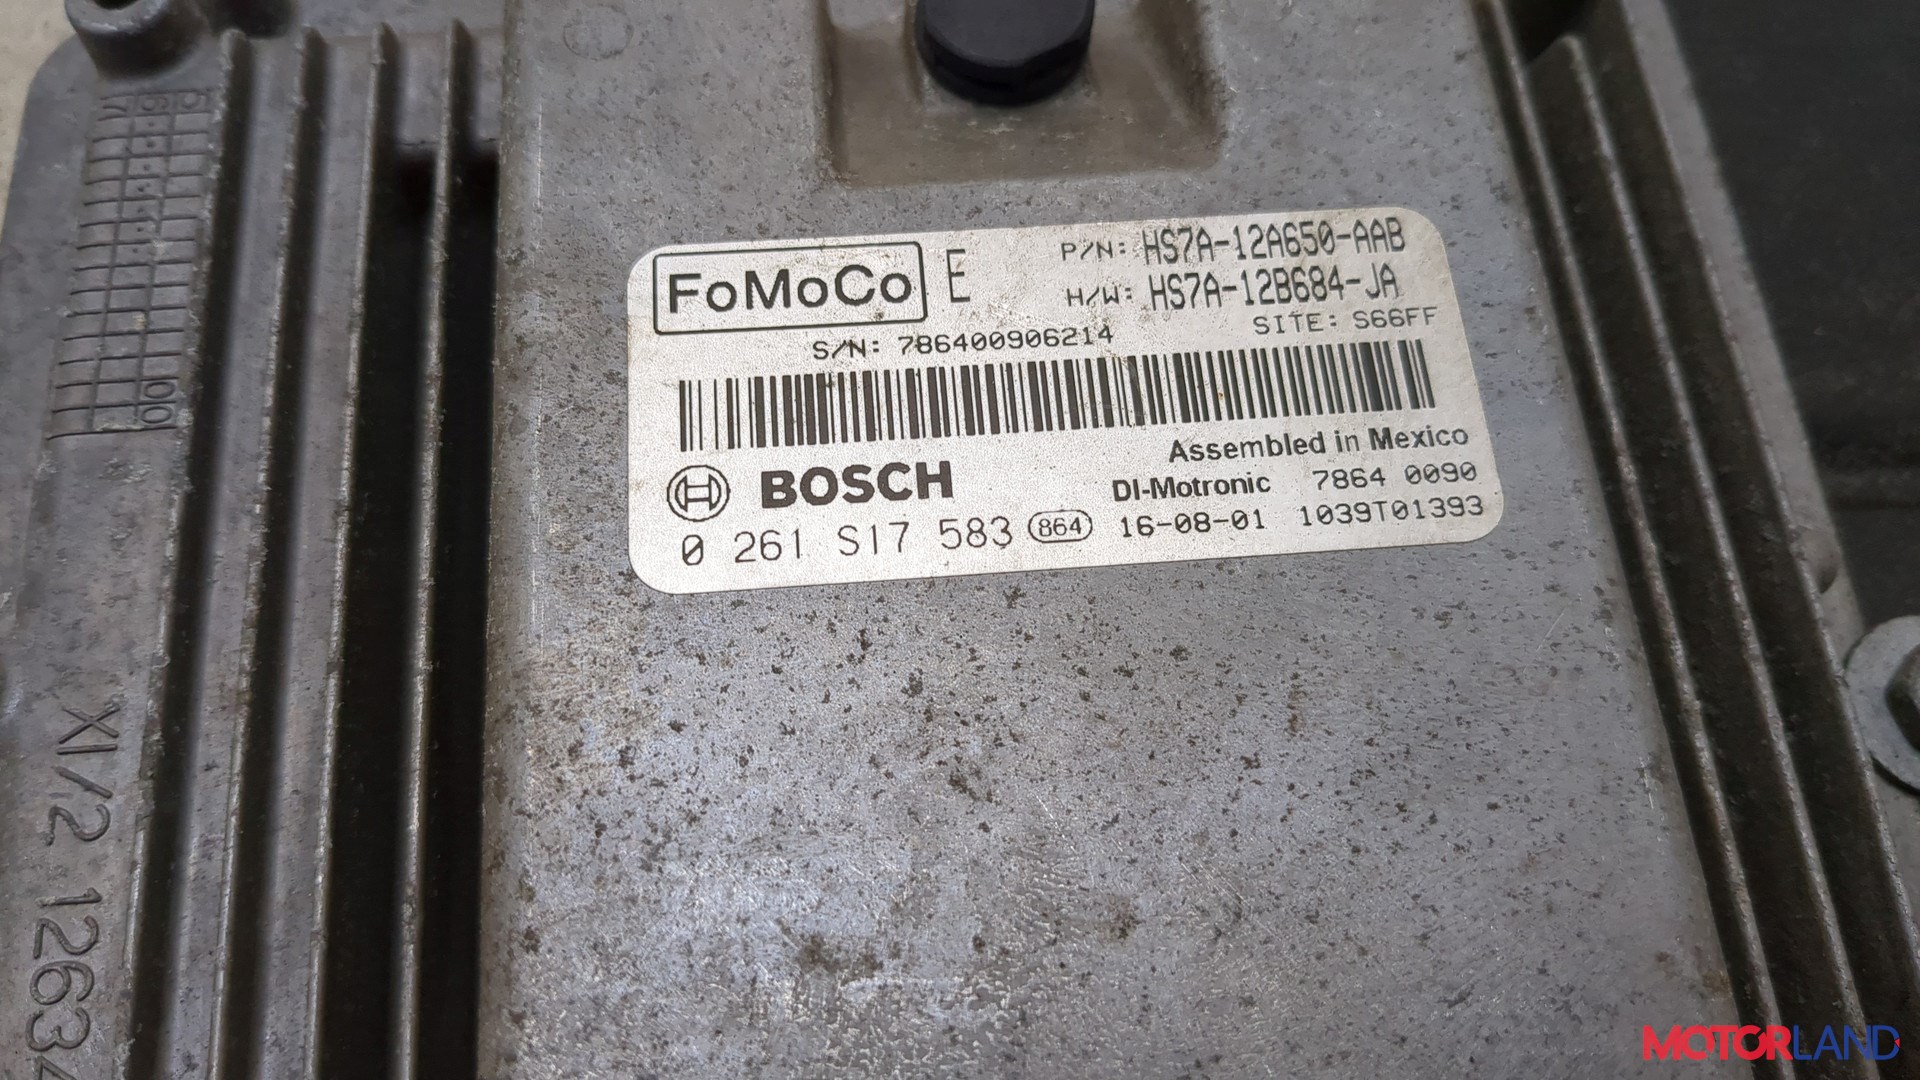 FoMoCo E P/N: HS7A-12A650-AAB
H/W: HS7A-12B684-JA
S/N: 786400906214 SITE: S66FF
Assembled in Mexico
BOSCH DI-Motronic 7864 0090
0 261 S17 583 864 16-08-01 1039T01393
XI/2 12634
MOTORLAND